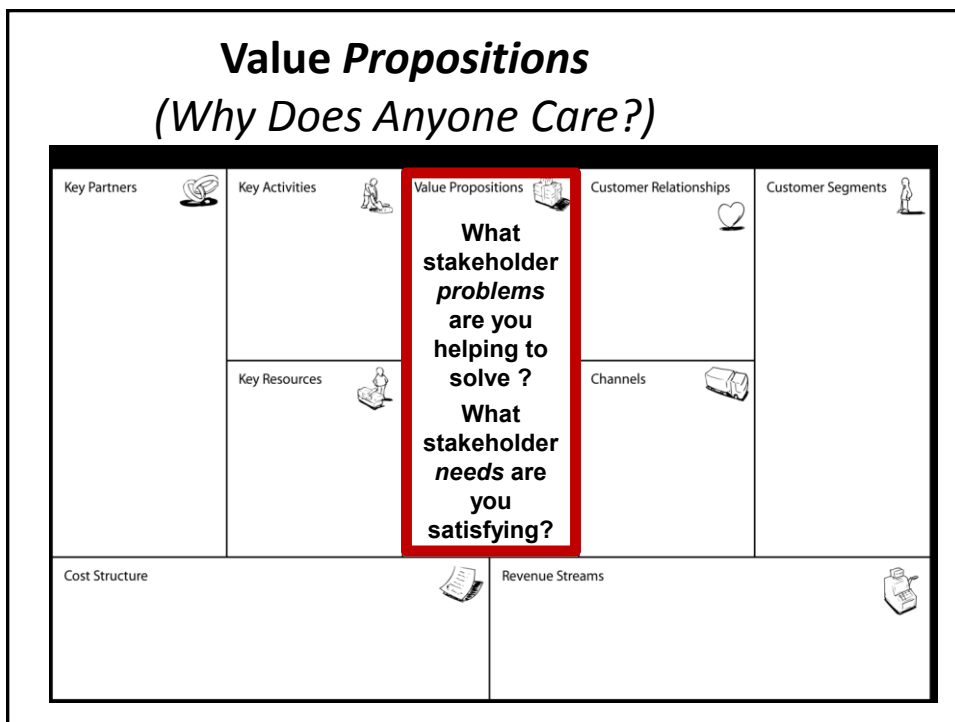 Value Propositions
(Why Does Anyone Care?)
Key Partners
Key Activities
Value Propositions
What
stakeholder
problems
are you
helping to
solve ?
What
stakeholder
needs are
you
satisfying?
Customer Relationships
Customer Segments
Key Resources
Channels
Cost Structure
Revenue Streams